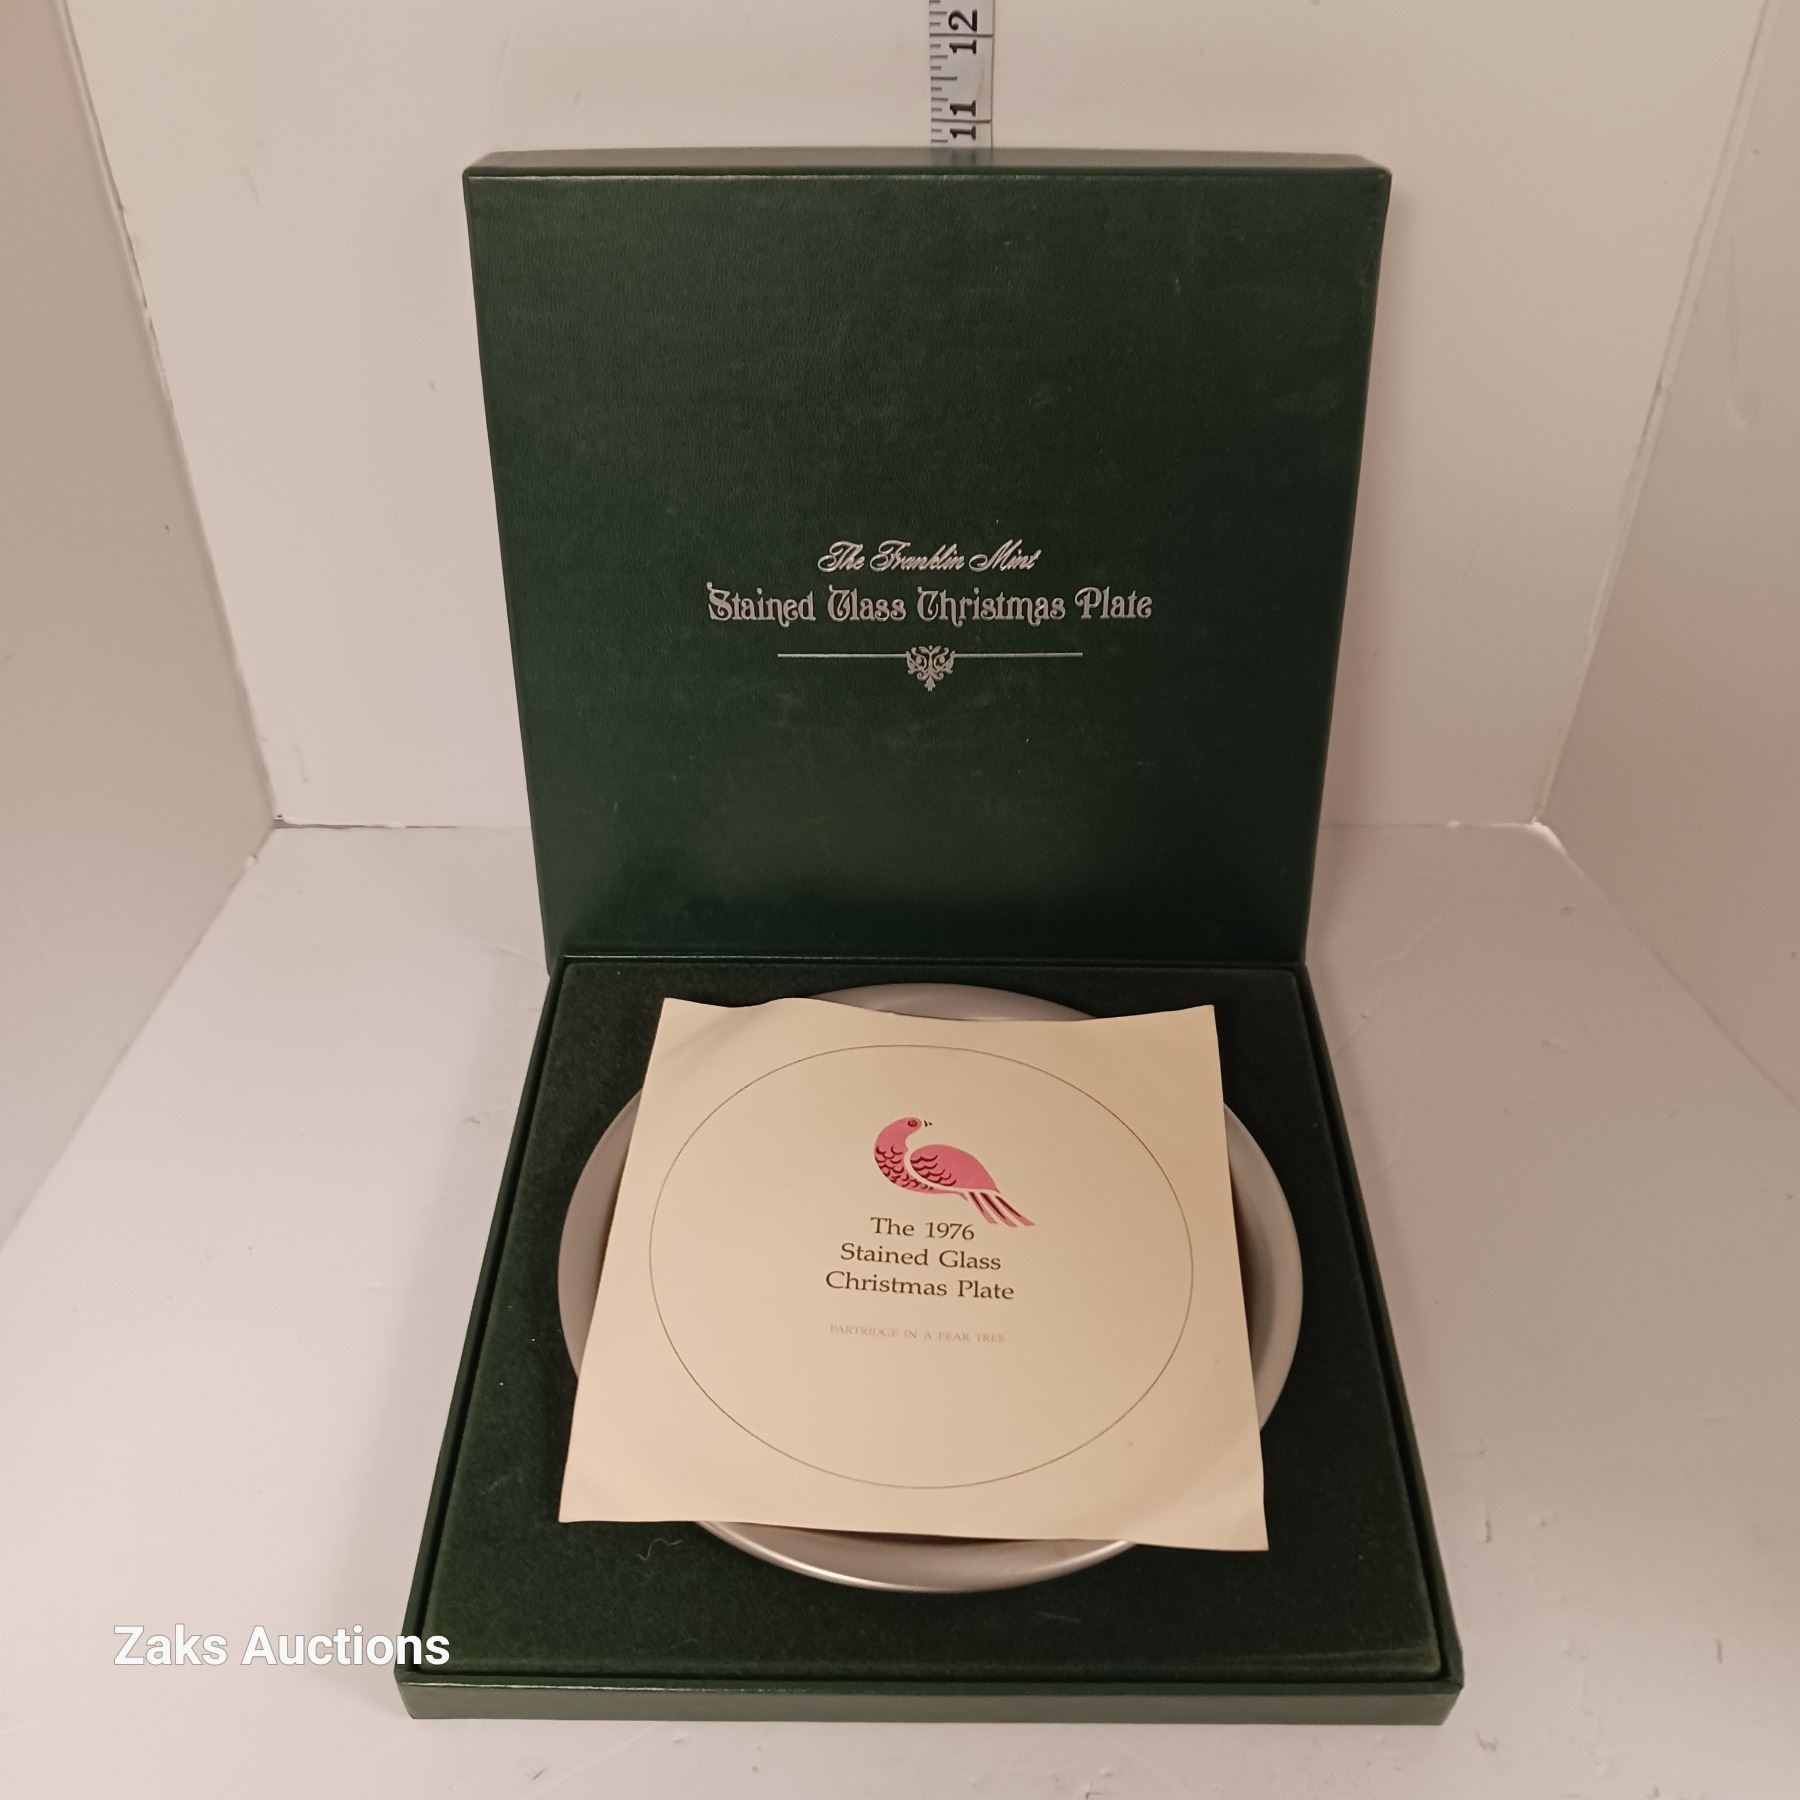 11 12
The Franklin Mint
Stained Glass Christmas Plate
The 1976
Stained Glass
Christmas Plate
PARTRIDGE IN A PEAR TREE
Zaks Auctions